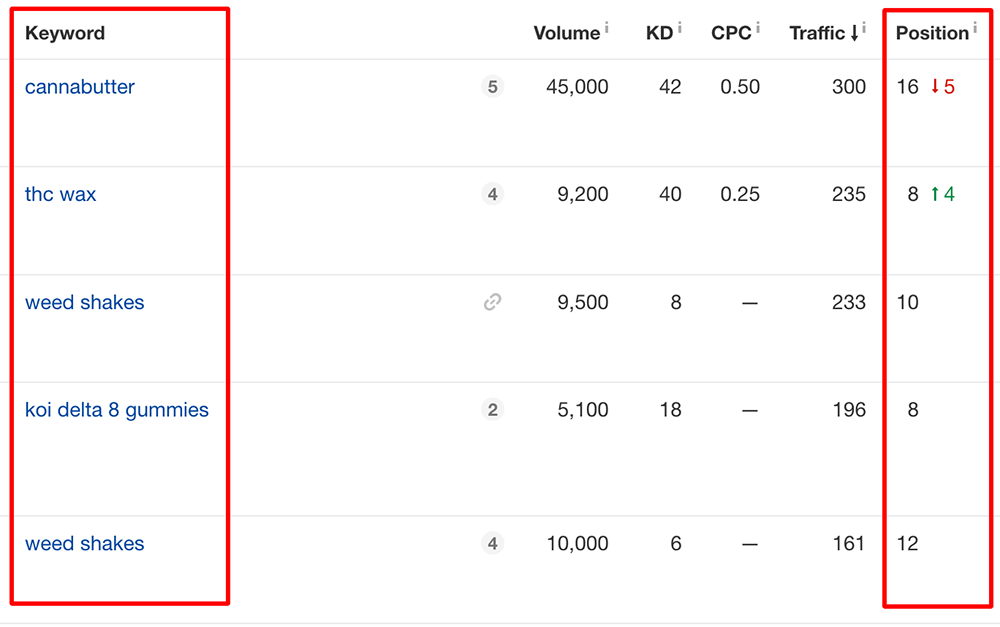 Keyword Volume i KD i CPC i Traffic ↓ i Position i
cannabutter 5 45,000 42 0.50 300 16 ↓5
thc wax 4 9,200 40 0.25 235 8 ↑4
weed shakes 9,500 8 — 233 10
koi delta 8 gummies 2 5,100 18 — 196 8
weed shakes 4 10,000 6 — 161 12